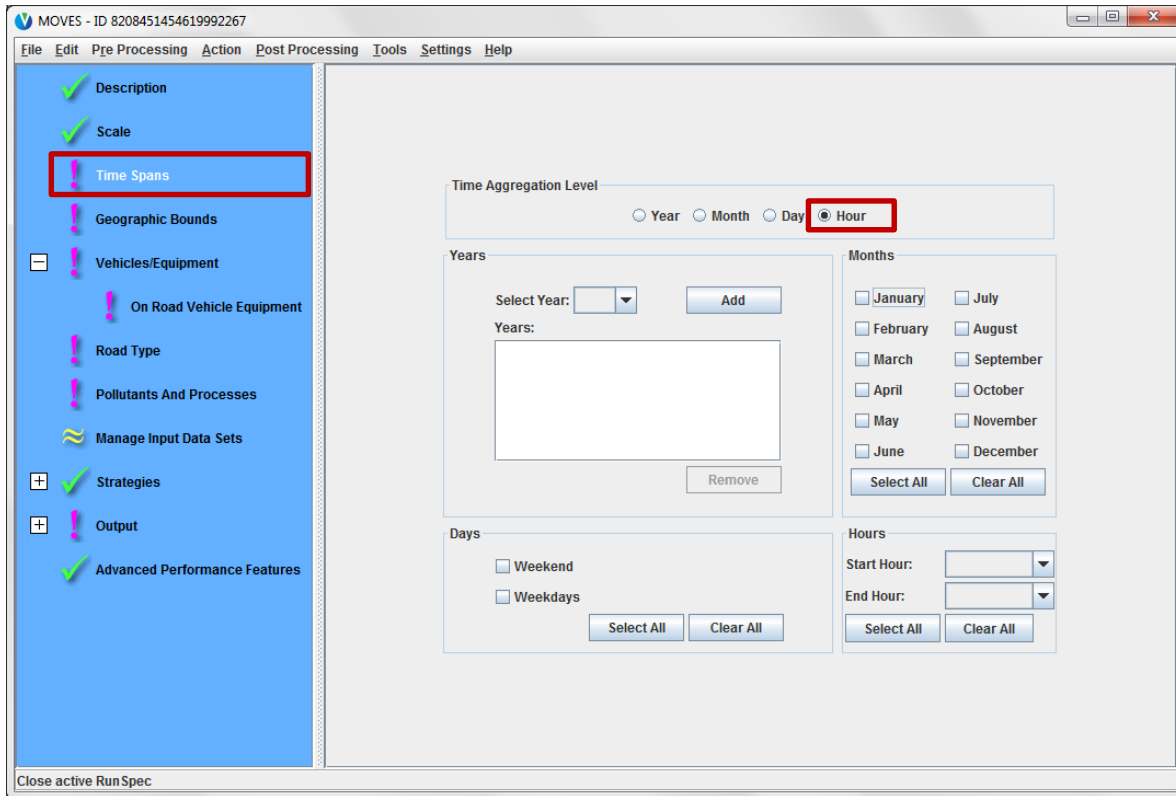 MOVES - ID 8208451454619992267
File Edit Pre Processing Action Post Processing Tools Settings Help
Description
Scale
Time Spans
Geographic Bounds
Vehicles/Equipment
On Road Vehicle Equipment
Road Type
Pollutants And Processes
Manage Input Data Sets
Strategies
Output
Advanced Performance Features
Time Aggregation Level
Year Month Day Hour
Years
Select Year: Add
Years:
Remove
Months
January July
February August
March September
April October
May November
June December
Select All Clear All
Days
Weekend
Weekdays
Select All Clear All
Hours
Start Hour:
End Hour:
Select All Clear All
Close active RunSpec